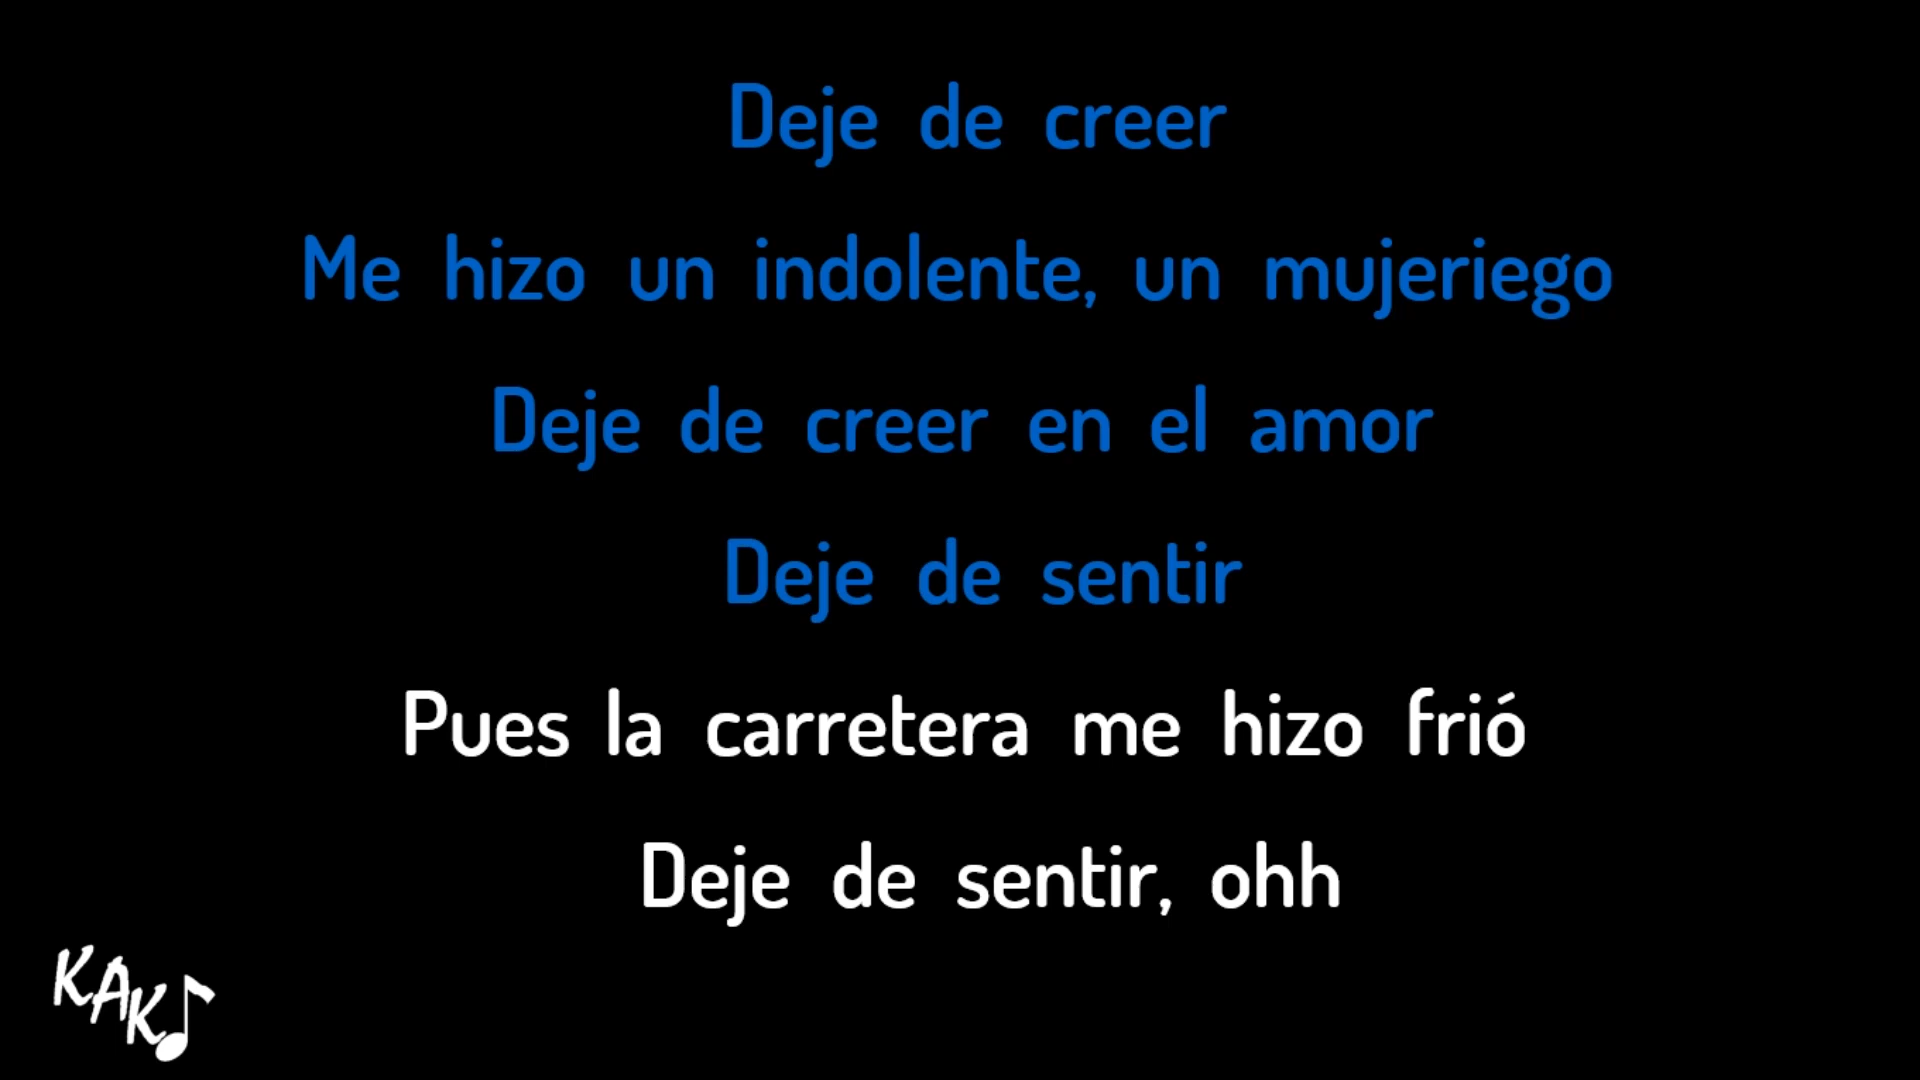 Deje de creer
Me hizo un indolente, un mujeriego
Deje de creer en el amor
Deje de sentir
Pues la carretera me hizo frió
Deje de sentir, ohh
KAK